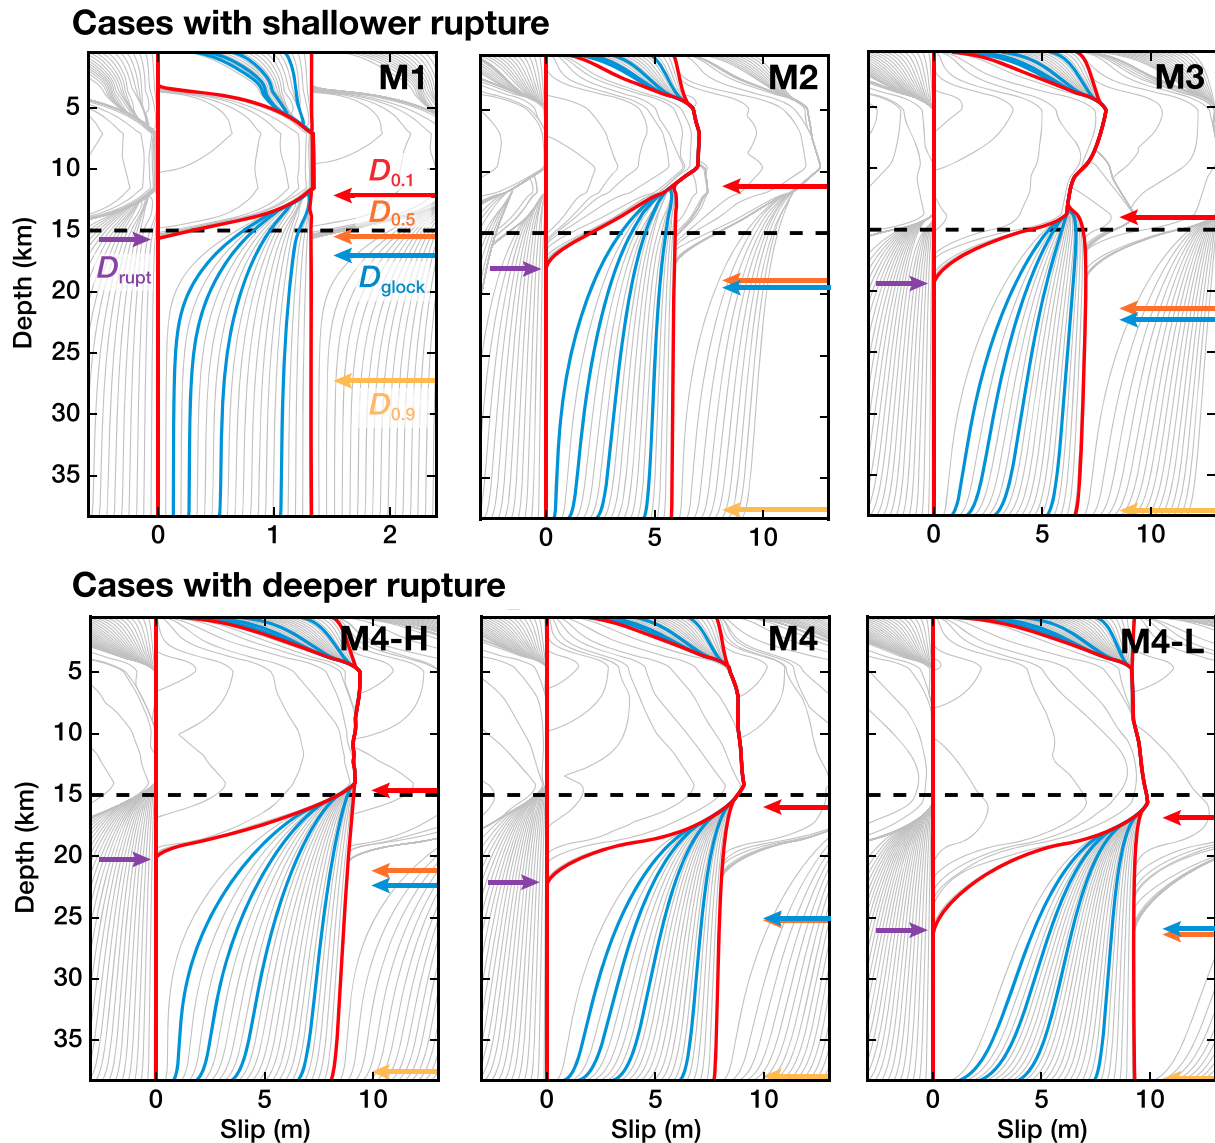 Cases with shallower rupture
M1
M2
M3
5
10
15
20
25
30
35
Depth (km)
D0.1
D0.5
Drupt
Dglock
D0.9
0
1
2
0
5
10
0
5
10
Cases with deeper rupture
M4-H
M4
M4-L
5
10
15
20
25
30
35
Depth (km)
0
5
10
0
5
10
0
5
10
Slip (m)
Slip (m)
Slip (m)